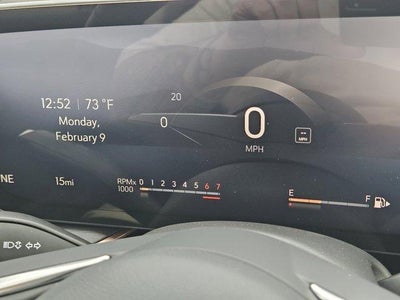 12:52 | 73 °F
Monday,
February 9
20
0
0
MPH
-- MPH
NE
15mi
RPMx 1000
0 1 2 3 4 5 6 7
E F